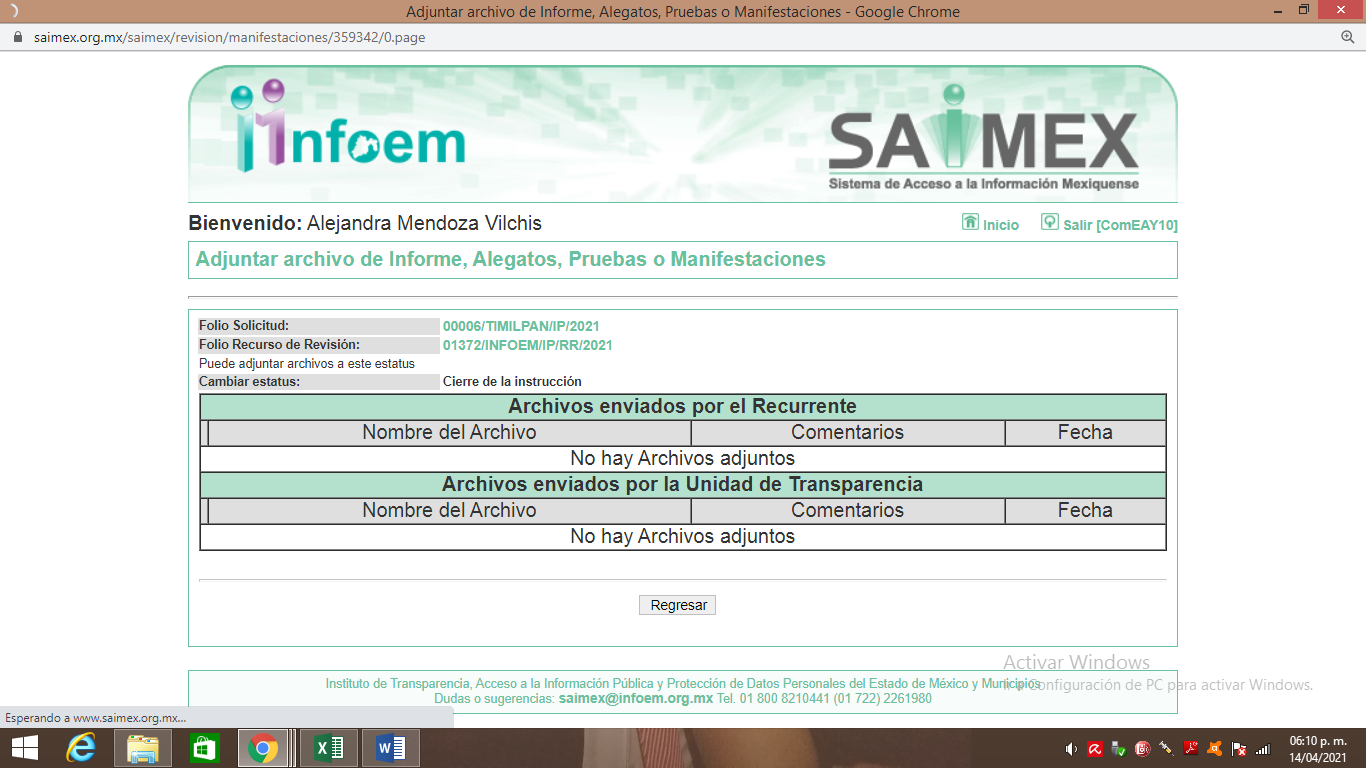 Adjuntar archivo de Informe, Alegatos, Pruebas o Manifestaciones - Google Chrome
saimex.org.mx/saimex/revision/manifestaciones/359342/0.page
infoem
SAIMEX
Sistema de Acceso a la Información Mexiquense
Bienvenido: Alejandra Mendoza Vilchis
Inicio Salir [ComEAY10]
Adjuntar archivo de Informe, Alegatos, Pruebas o Manifestaciones
Folio Solicitud: 00006/TIMILPAN/IP/2021
Folio Recurso de Revisión: 01372/INFOEM/IP/RR/2021
Puede adjuntar archivos a este estatus
Cambiar estatus: Cierre de la instrucción
Archivos enviados por el Recurrente
Nombre del Archivo Comentarios Fecha
No hay Archivos adjuntos
Archivos enviados por la Unidad de Transparencia
Nombre del Archivo Comentarios Fecha
No hay Archivos adjuntos
Regresar
Activar Windows
Instituto de Transparencia, Acceso a la Información Pública y Protección de Datos Personales del Estado de México y Municipios
Configuración de PC para activar Windows.
Dudas o sugerencias: saimex@infoem.org.mx Tel. 01 800 8210441 (01 722) 2261980
Esperando a www.saimex.org.mx...
06:10 p. m.
14/04/2021